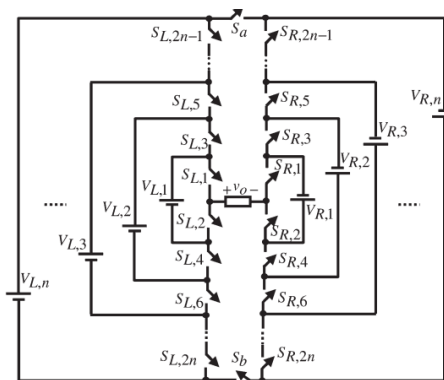 S_a
S_{L,2n−1} S_{R,2n−1}
V_{R,n}
S_{L,5} S_{R,5}
V_{R,3}
S_{L,3} S_{R,3}
V_{R,2}
S_{L,1} S_{R,1}
V_{L,1} + v_o − V_{R,1}
V_{L,2} ..... .....
S_{L,2} S_{R,2}
V_{L,3}
S_{L,4} S_{R,4}
V_{L,n}
S_{L,6} S_{R,6}
S_{L,2n} S_b S_{R,2n}